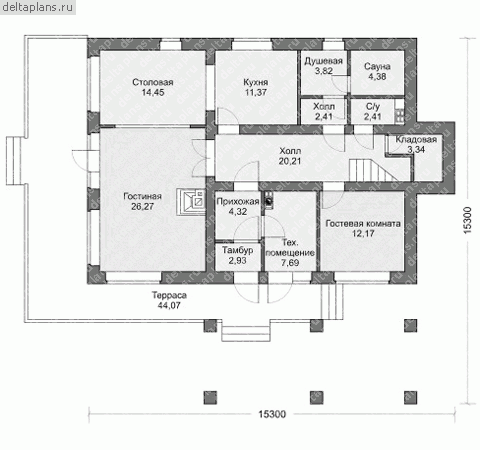 deltaplans.ru
Столовая
14,45
Кухня
11,37
Душевая
3,82
Сауна
4,38
Холл
2,41
С/у
2,41
Кладовая
3,34
Холл
20,21
Гостиная
26,27
Прихожая
4,32
Гостевая комната
12,17
Тамбур
2,93
Тех.
помещение
7,69
Терраса
44,07
15300
15300